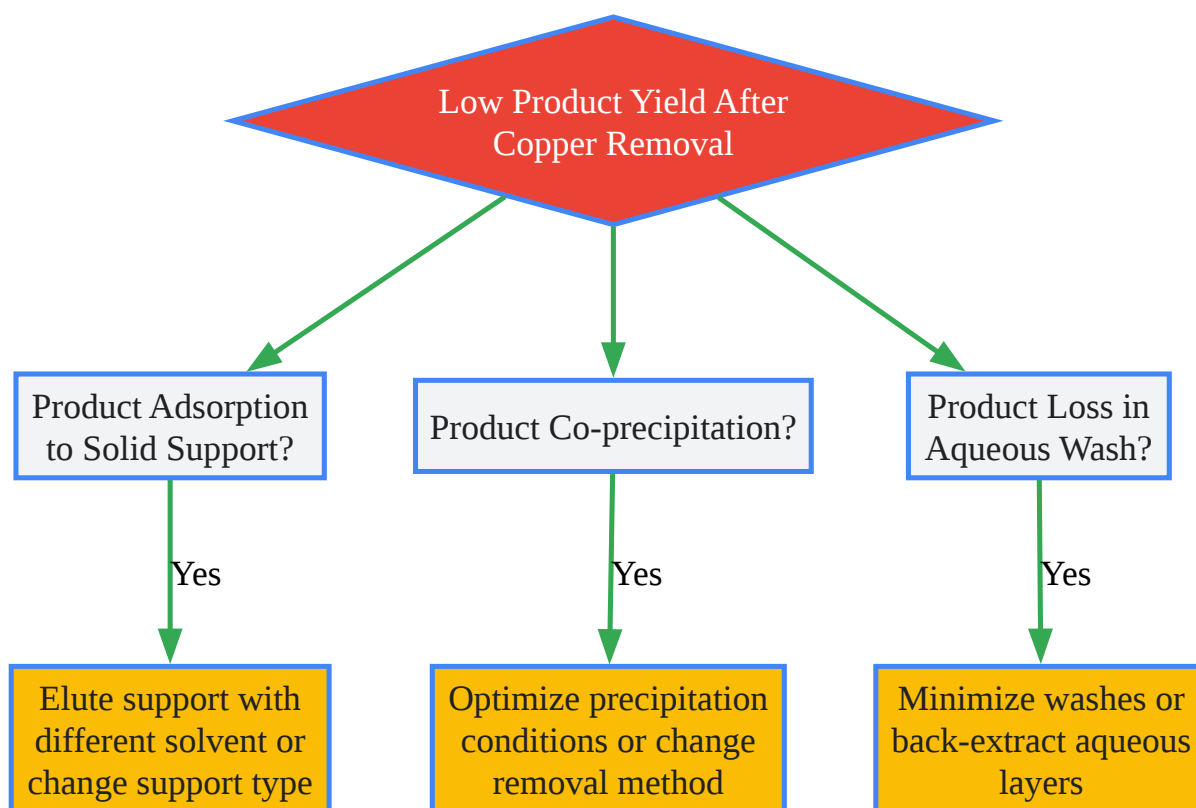 Low Product Yield After
Copper Removal
Product Adsorption
to Solid Support?
Product Co-precipitation?
Product Loss in
Aqueous Wash?
Yes
Yes
Yes
Elute support with
different solvent or
change support type
Optimize precipitation
conditions or change
removal method
Minimize washes or
back-extract aqueous
layers